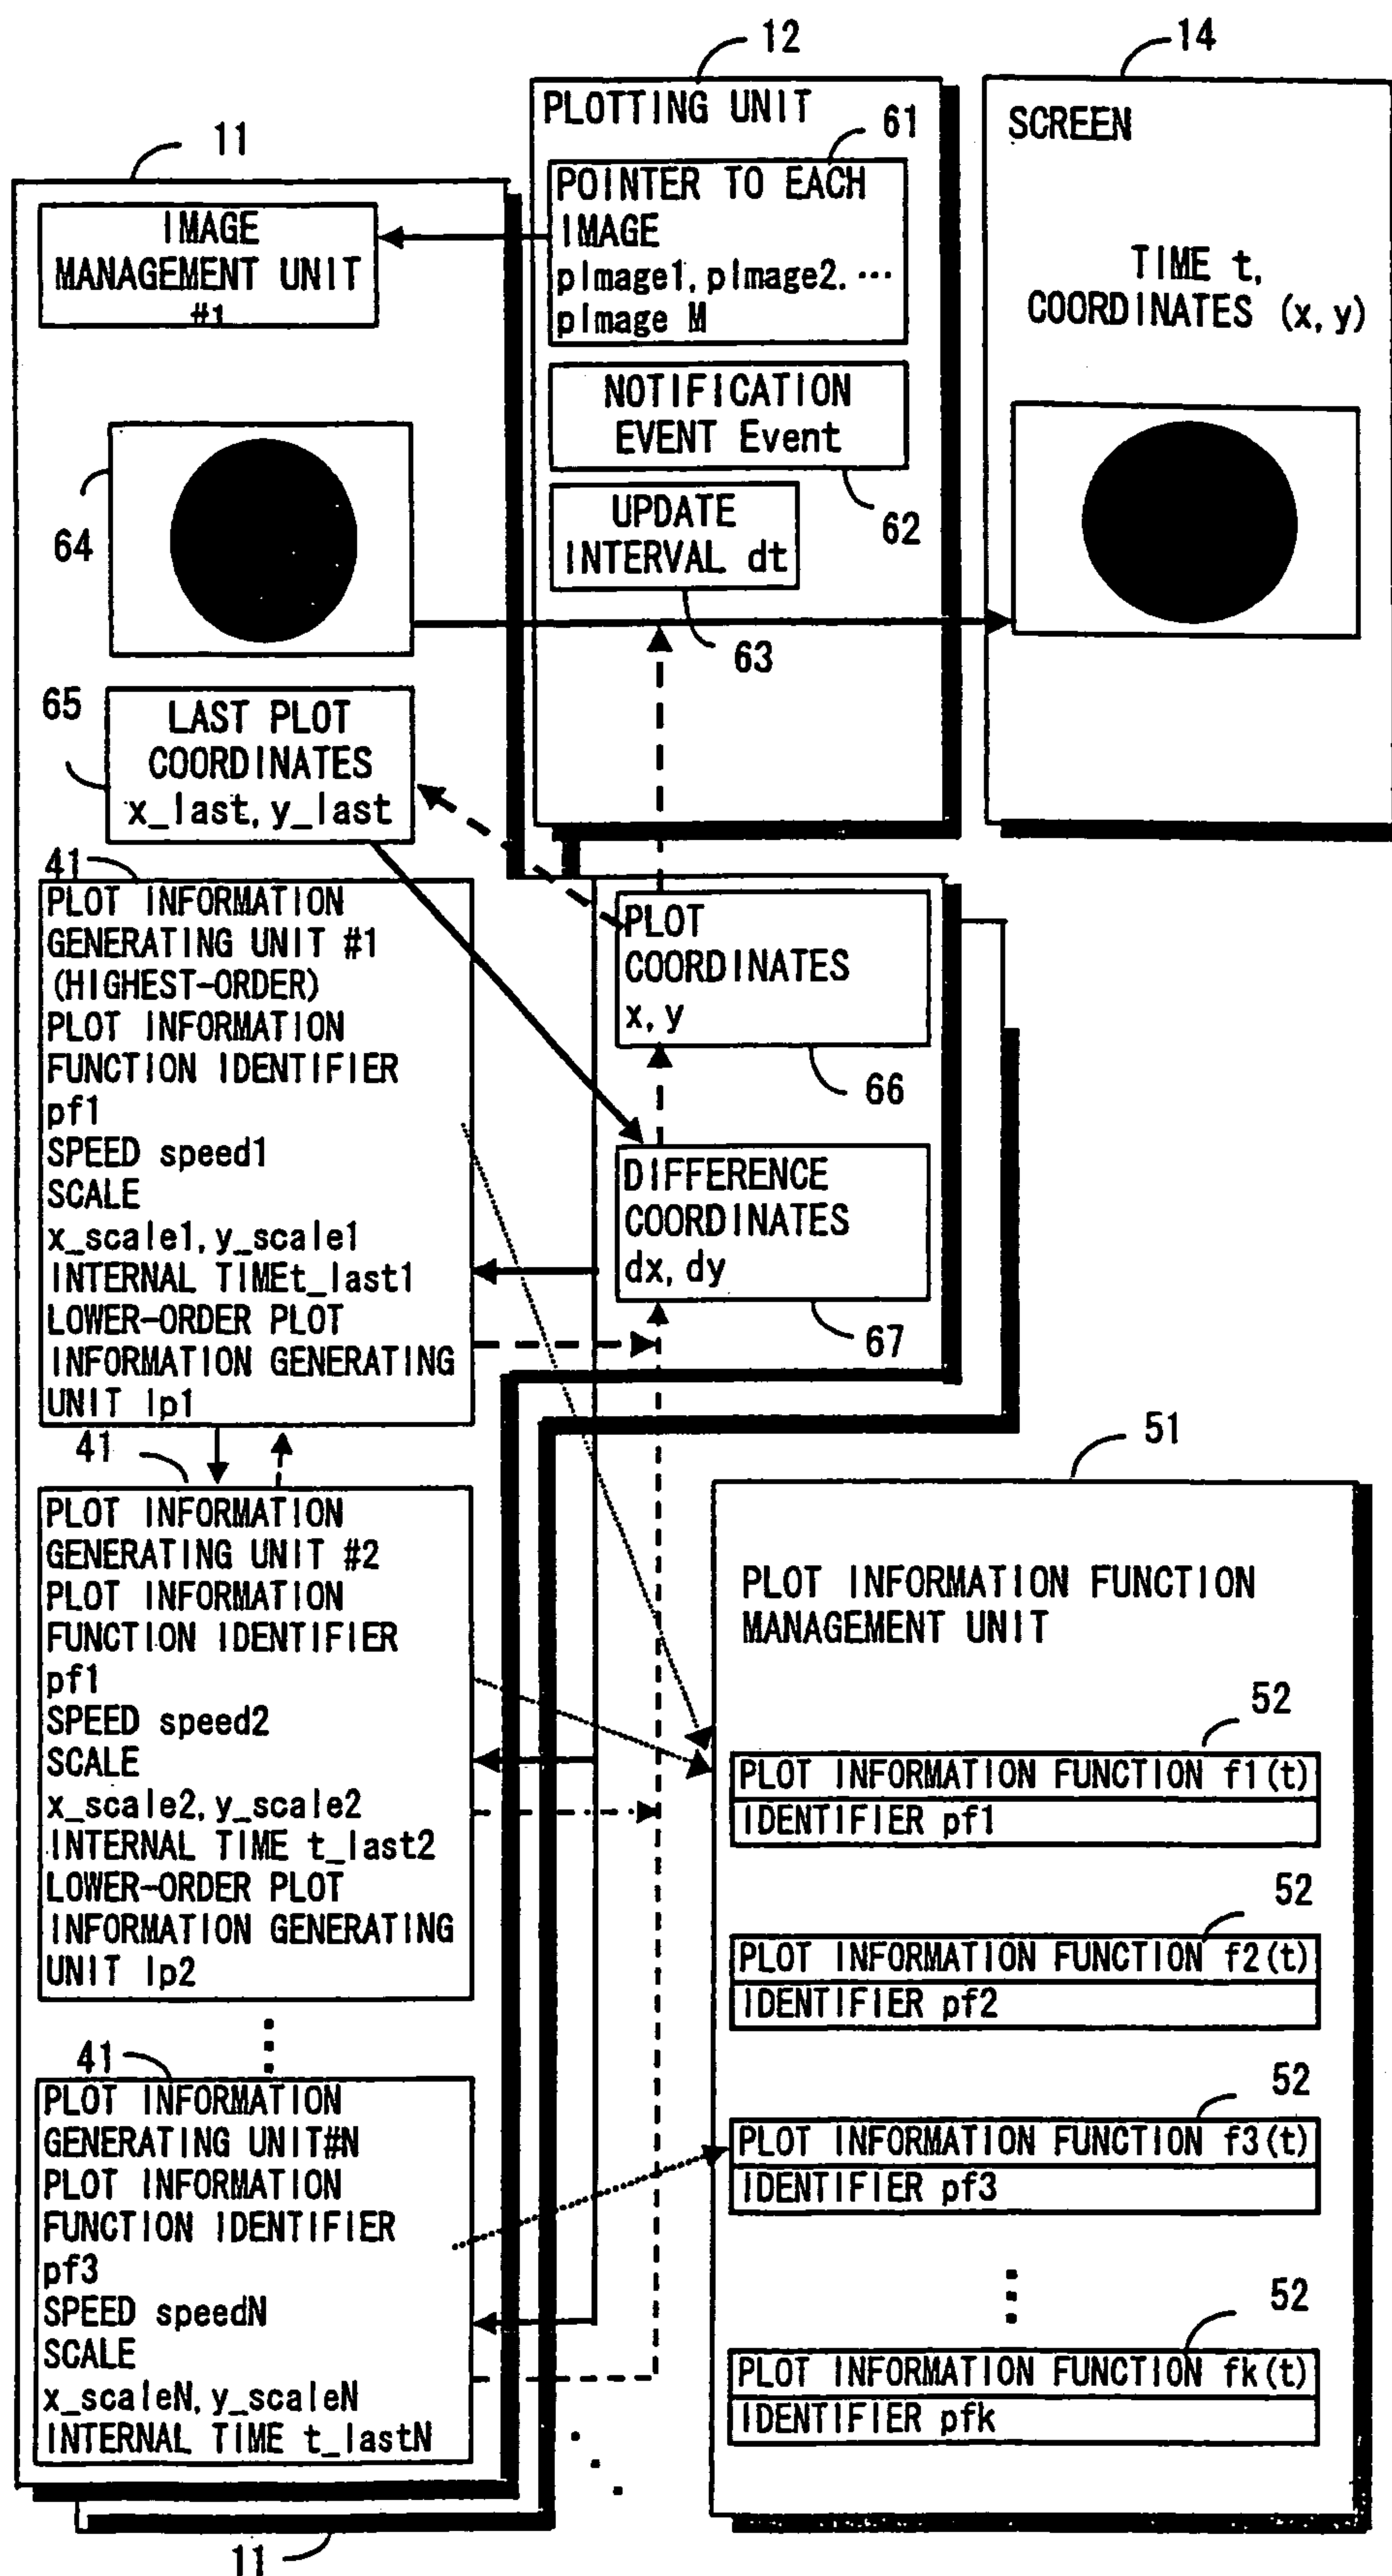 12
14
11
PLOTTING UNIT
61
SCREEN
POINTER TO EACH
IMAGE
pImage1, pImage2. ...
pImage M
IMAGE
MANAGEMENT UNIT
#1
TIME t,
COORDINATES (x, y)
NOTIFICATION
EVENT Event
62
64
UPDATE
INTERVAL dt
63
65
LAST PLOT
COORDINATES
x_last, y_last
41
PLOT INFORMATION
GENERATING UNIT #1
(HIGHEST-ORDER)
PLOT INFORMATION
FUNCTION IDENTIFIER
pf1
SPEED speed1
SCALE
x_scale1, y_scale1
INTERNAL TIMEt_last1
LOWER-ORDER PLOT
INFORMATION GENERATING
UNIT lp1
PLOT
COORDINATES
x, y
66
DIFFERENCE
COORDINATES
dx, dy
67
41
PLOT INFORMATION
GENERATING UNIT #2
PLOT INFORMATION
FUNCTION IDENTIFIER
pf1
SPEED speed2
SCALE
x_scale2, y_scale2
INTERNAL TIME t_last2
LOWER-ORDER PLOT
INFORMATION GENERATING
UNIT lp2
51
PLOT INFORMATION FUNCTION
MANAGEMENT UNIT
52
PLOT INFORMATION FUNCTION f1(t)
IDENTIFIER pf1
52
PLOT INFORMATION FUNCTION f2(t)
IDENTIFIER pf2
41
PLOT INFORMATION
GENERATING UNIT#N
PLOT INFORMATION
FUNCTION IDENTIFIER
pf3
SPEED speedN
SCALE
x_scaleN, y_scaleN
INTERNAL TIME t_lastN
52
PLOT INFORMATION FUNCTION f3(t)
IDENTIFIER pf3
52
PLOT INFORMATION FUNCTION fk(t)
IDENTIFIER pfk
11